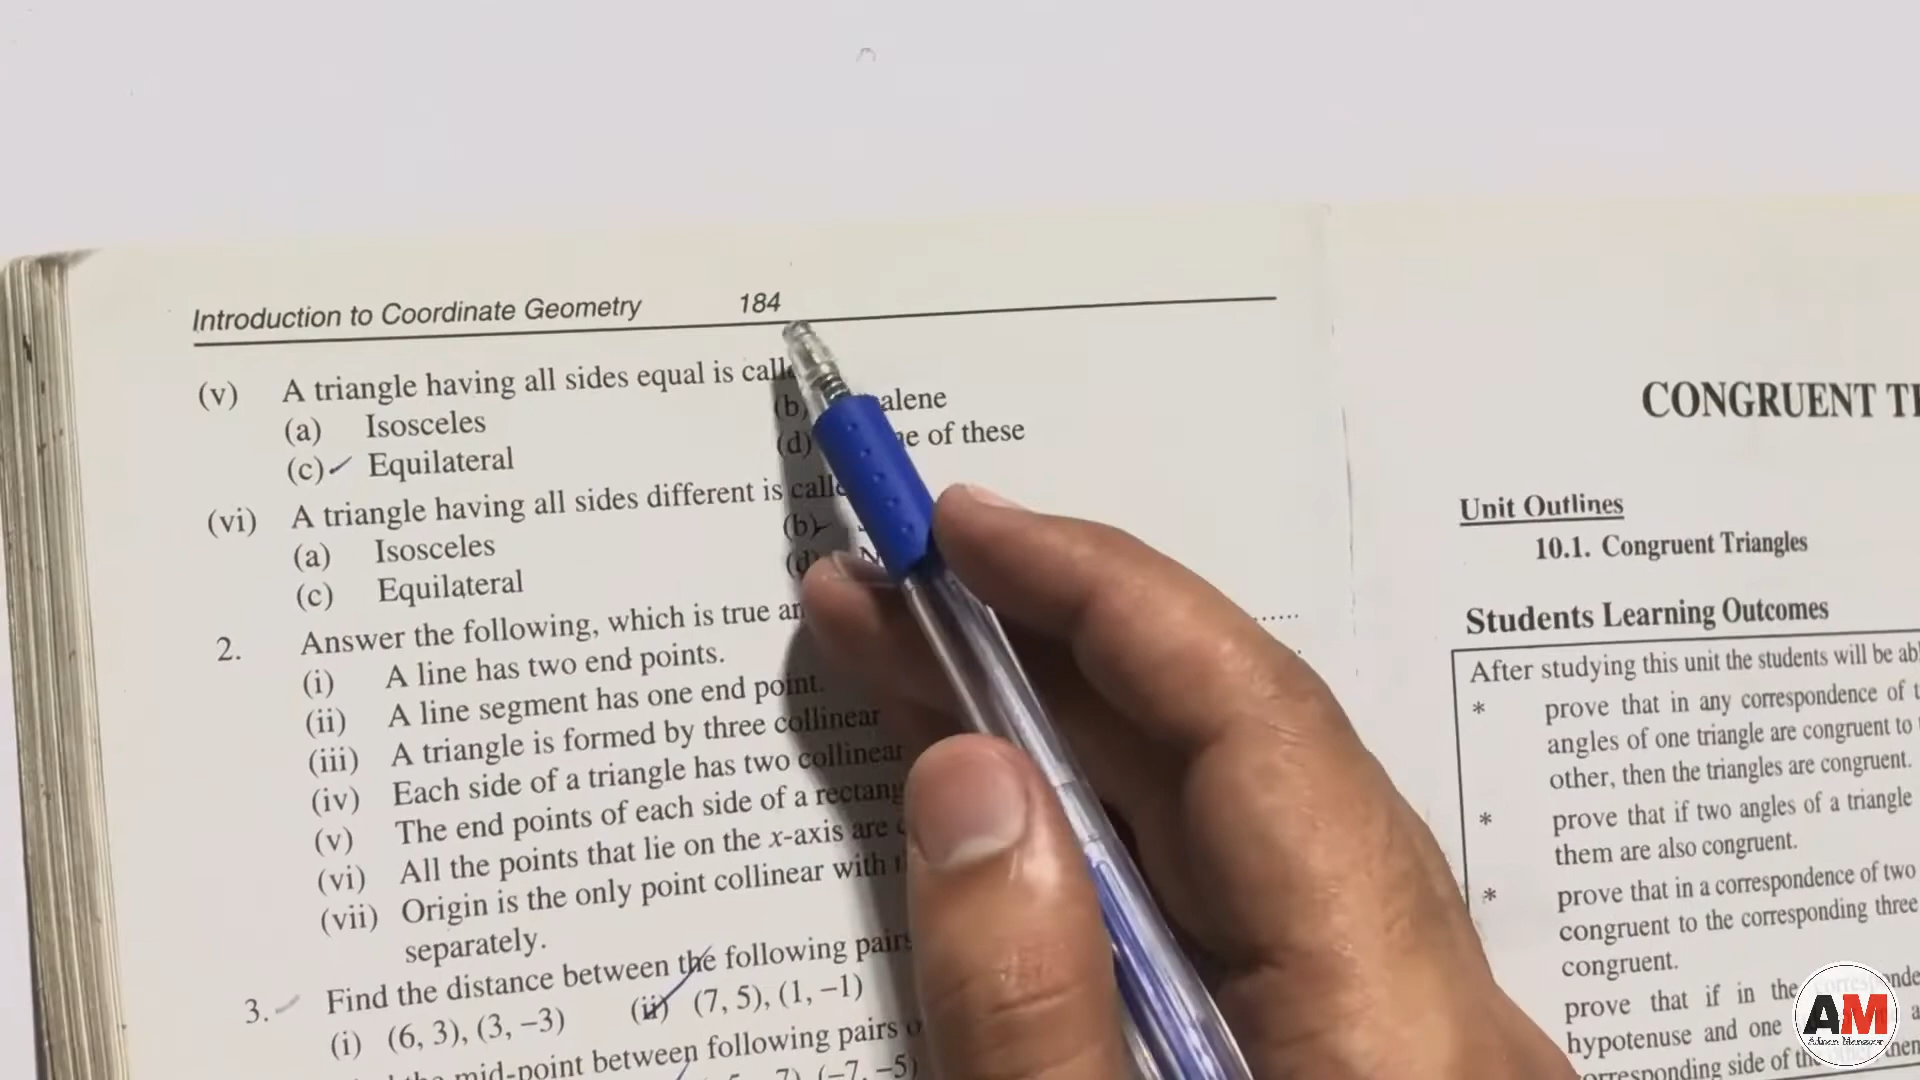 Introduction to Coordinate Geometry 184
(v) A triangle having all sides equal is
(a) Isosceles (b)
(c) Equilateral (d) of these
(vi) A triangle having all sides different is
(a) Isosceles (b)
(c) Equilateral
2. Answer the following, which is true
(i) A line has two end points.
(ii) A line segment has one end point.
(iii) A triangle is formed by three collinear
(iv) Each side of a triangle has two collinear
(v) The end points of each side of a
(vi) All the points that lie on the x-axis are
(vii) Origin is the only point collinear with
separately.
3. Find the distance between the following
(i) (6, 3), (3, −3) (ii) (7, 5), (1, −1)
mid-point between following pairs
(−7, −5)
CONGRUENT
Unit Outlines
10.1. Congruent Triangles
Students Learning Outcomes
After studying this unit the students will be
* prove that in any correspondence of
angles of one triangle are congruent to
other, then the triangles are congruent.
* prove that if two angles of a triangle
them are also congruent.
* prove that in a correspondence of two
congruent to the corresponding three
congruent.
prove that if in the
hypotenuse and one
side of
AM
Adnan Manzoor